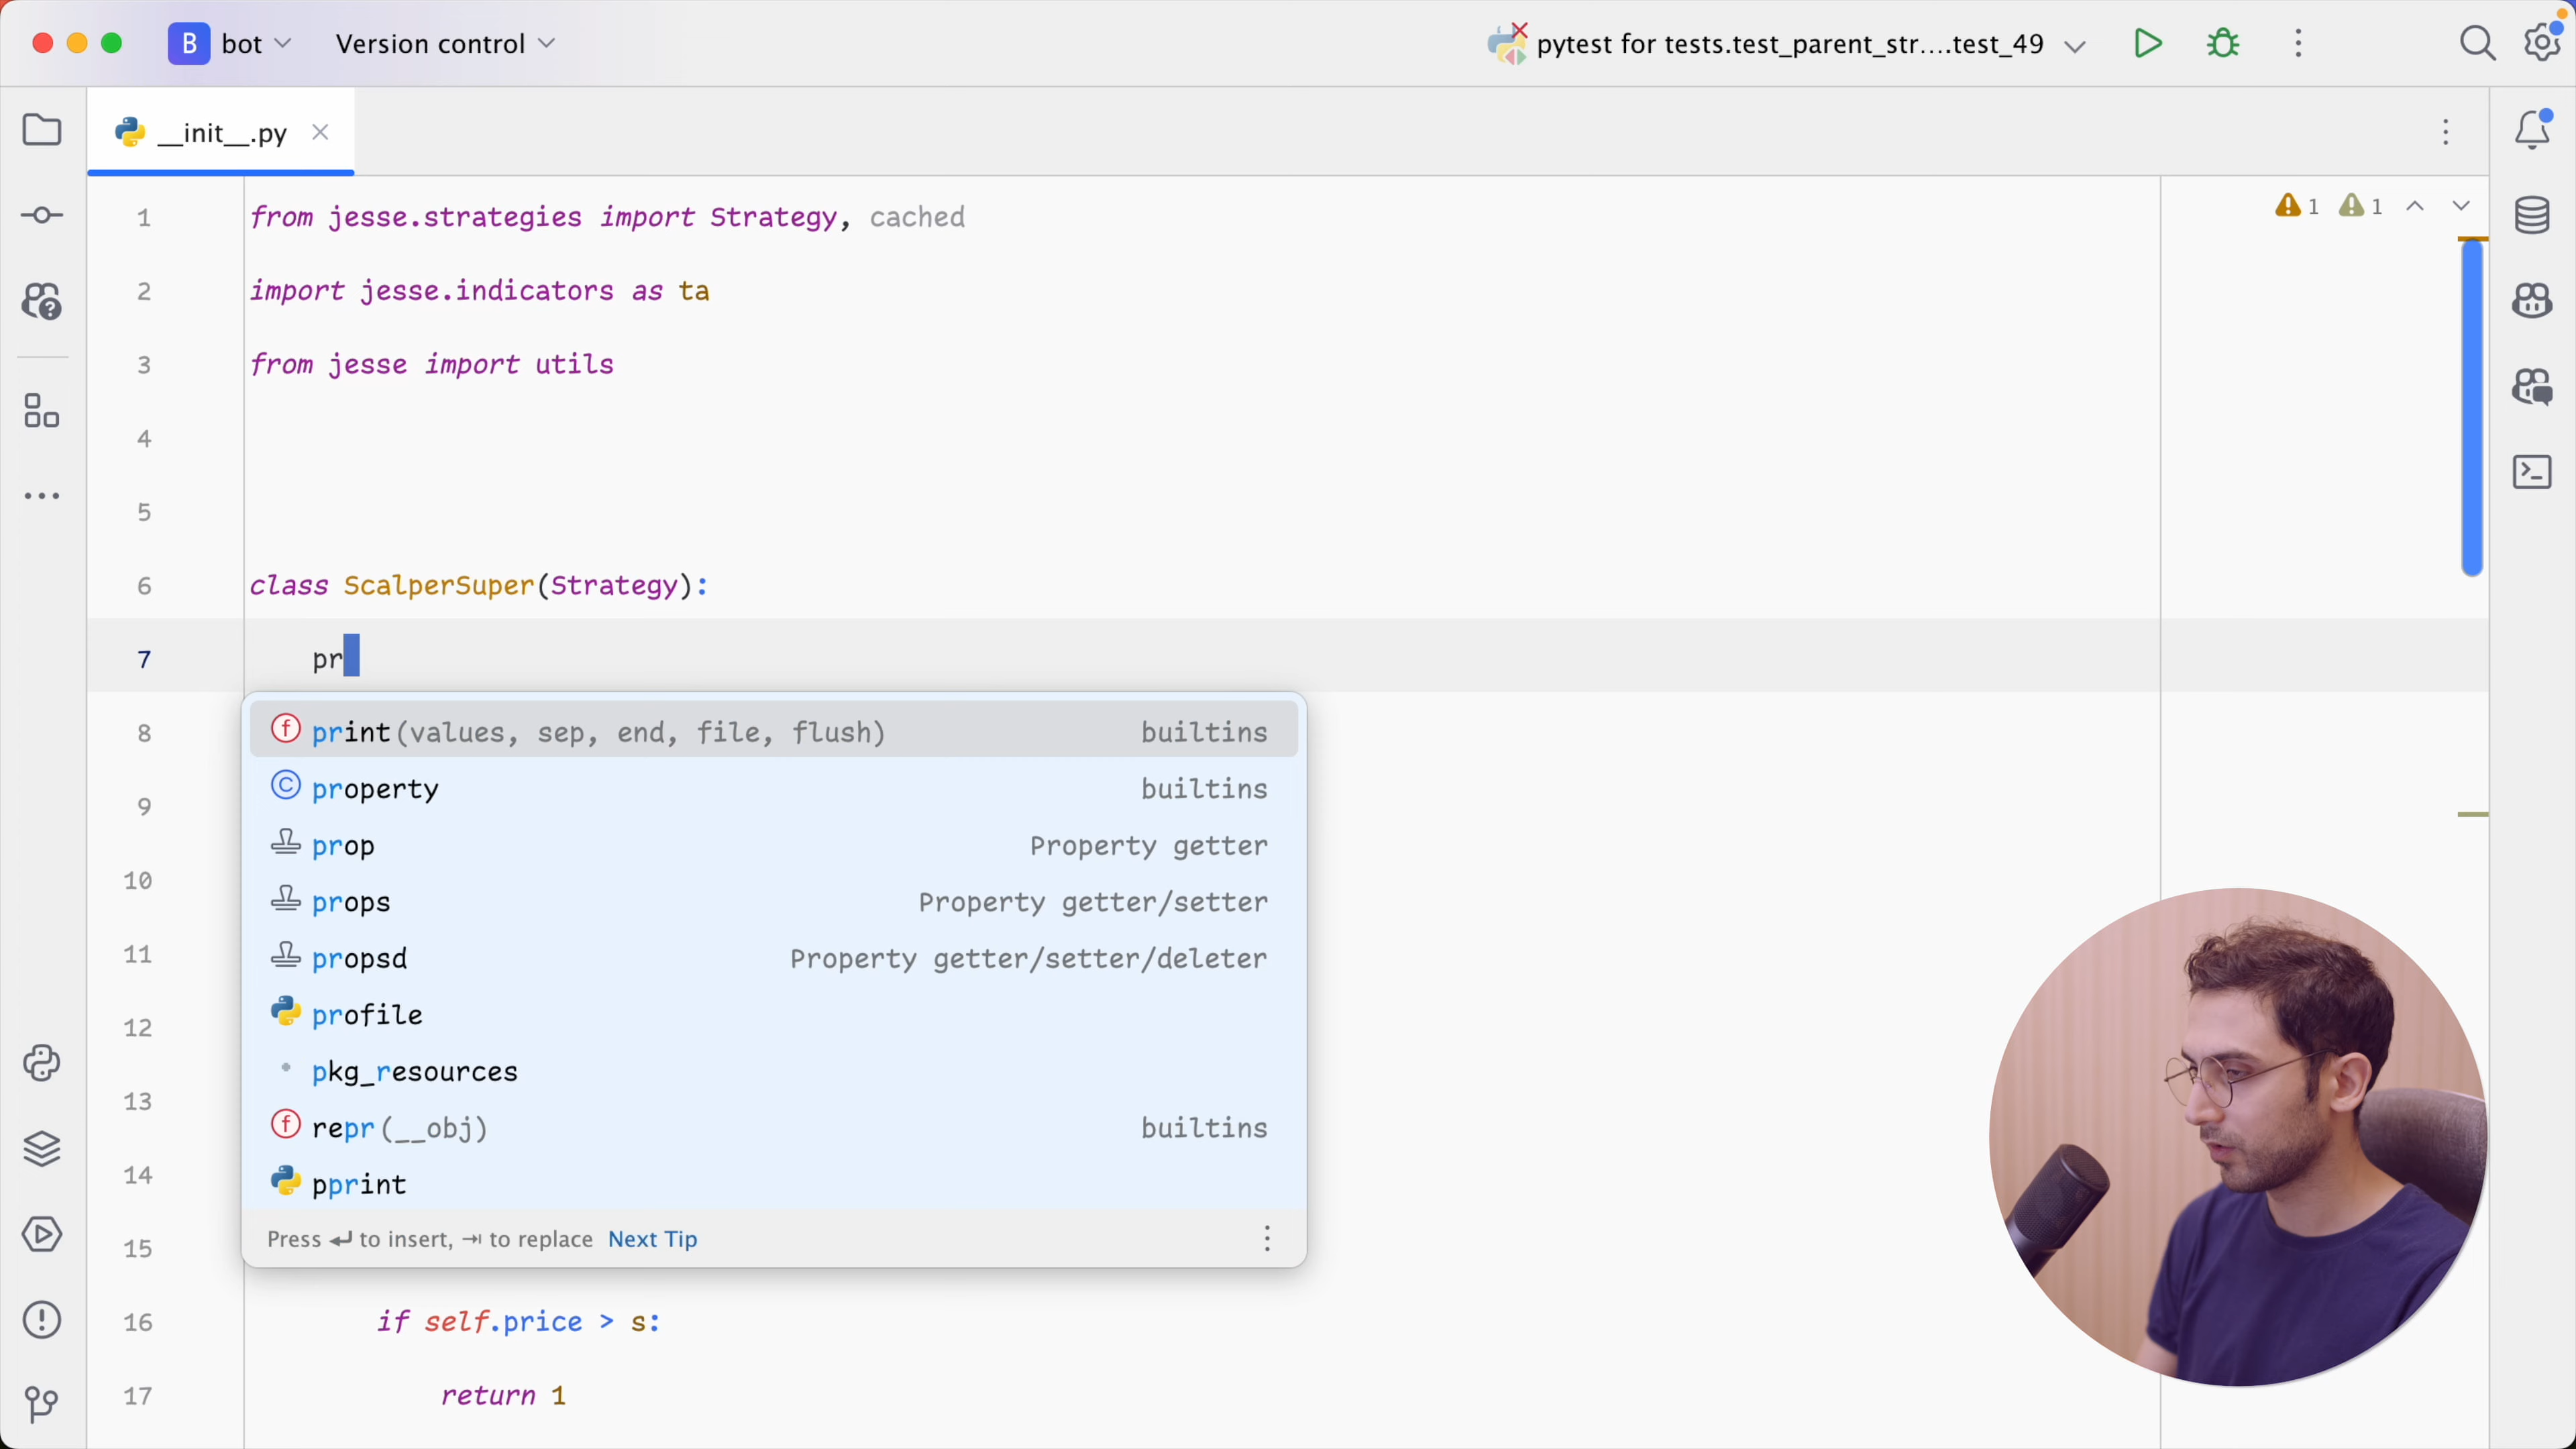 B bot Version control pytest for tests.test_parent_str....test_49
__init__.py
1 from jesse.strategies import Strategy, cached
1 1
2 import jesse.indicators as ta
3 from jesse import utils
4
5
6 class ScalperSuper(Strategy):
7 pr
8 print(values, sep, end, file, flush) builtins
property builtins
9
prop Property getter
10
props Property getter/setter
11 propsd Property getter/setter/deleter
profile
12
pkg_resources
13
repr(__obj) builtins
14 pprint
15 Press ↵ to insert, ⇥ to replace Next Tip
16 if self.price > s:
17 return 1